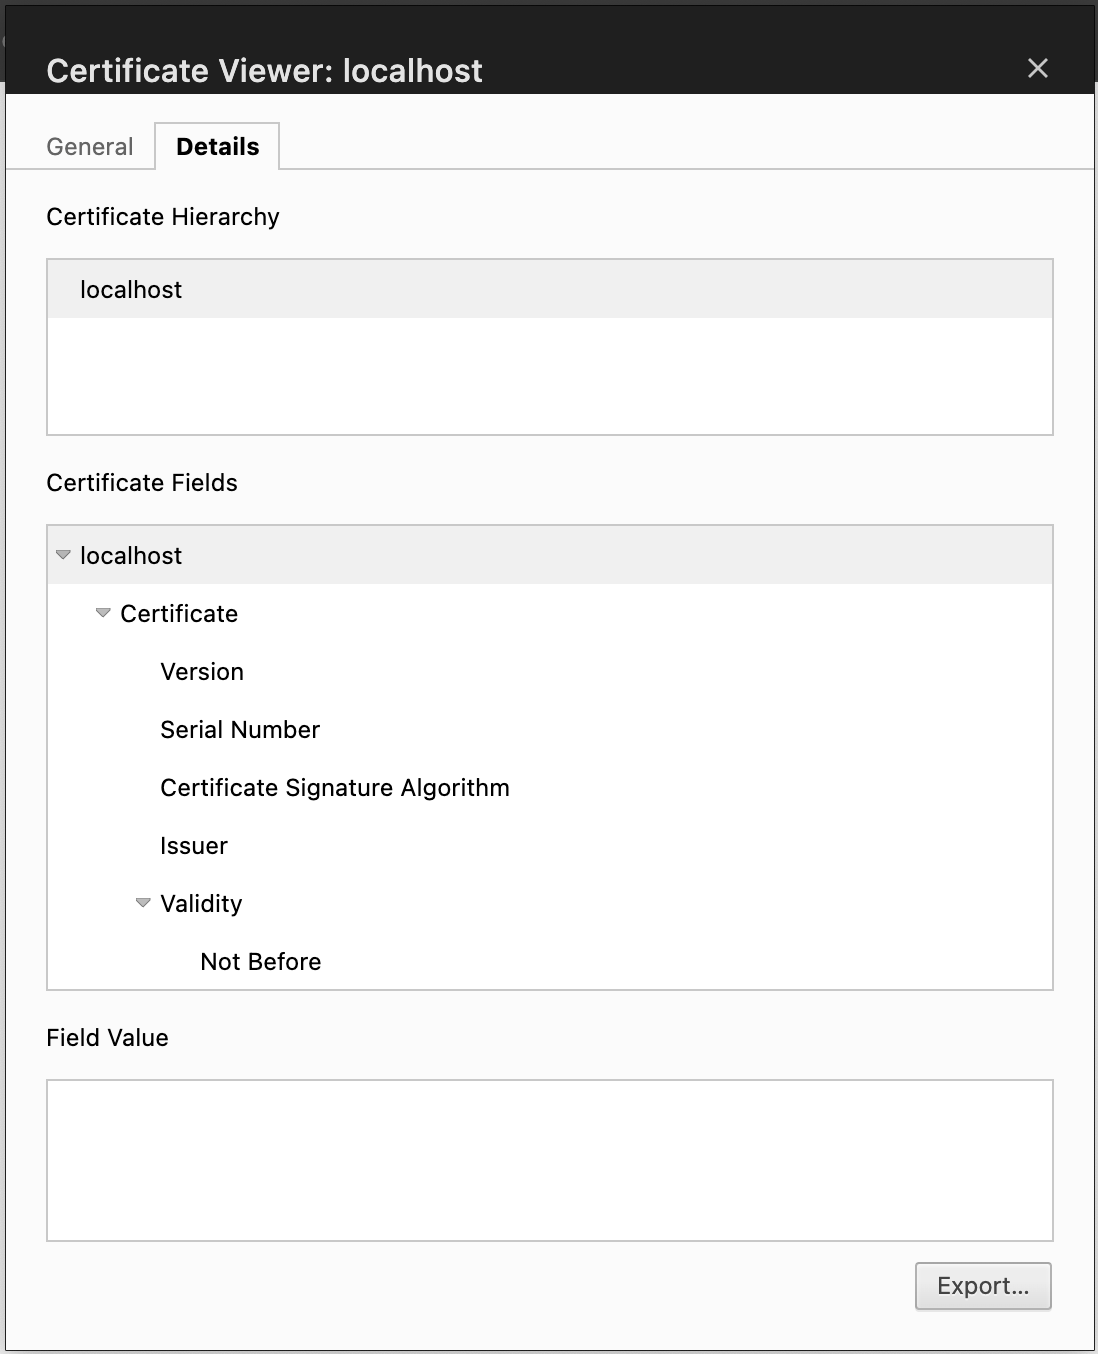 Certificate Viewer: localhost
General
Details
Certificate Hierarchy
localhost
Certificate Fields
localhost
Certificate
Version
Serial Number
Certificate Signature Algorithm
Issuer
Validity
Not Before
Field Value
Export...